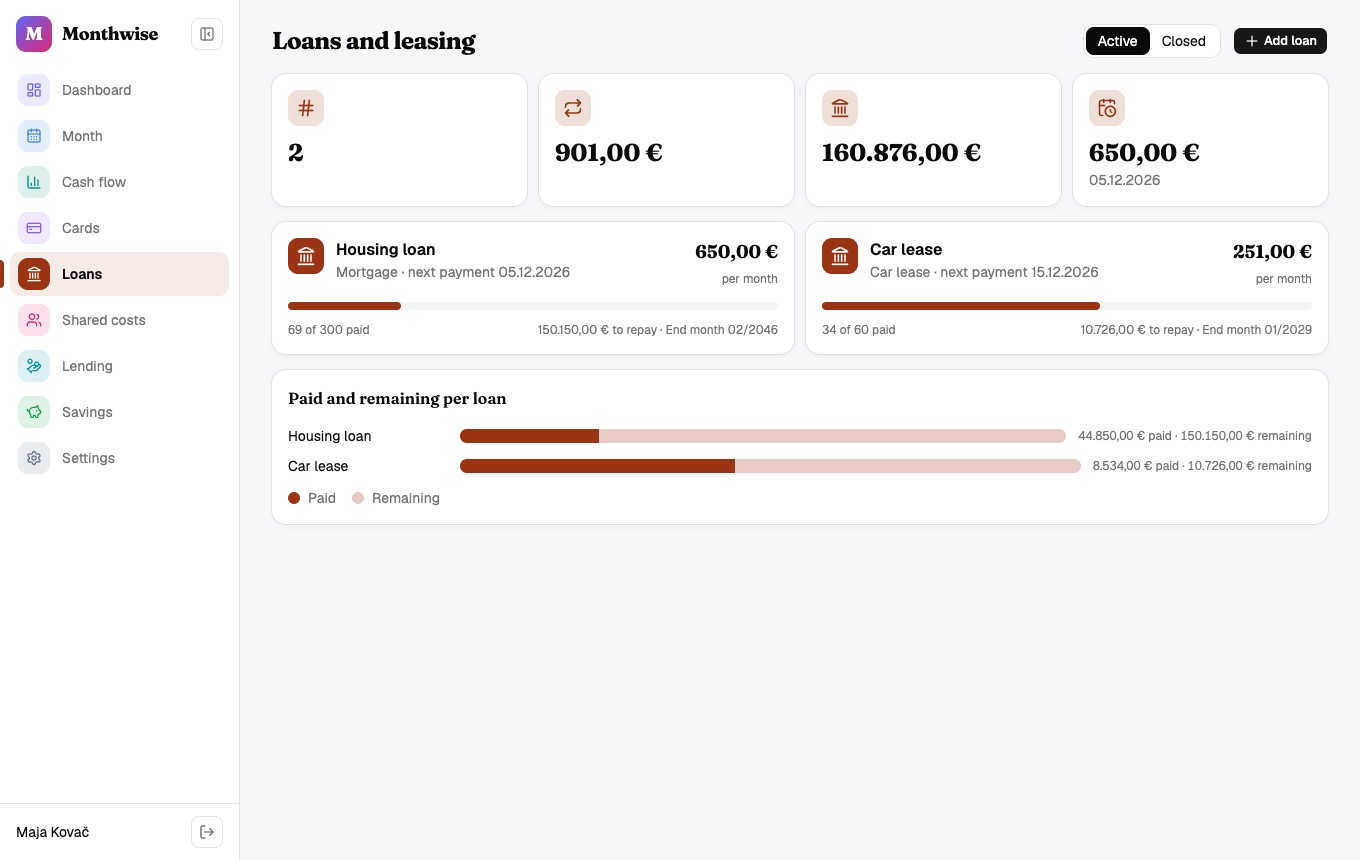 M Monthwise
Dashboard
Month
Cash flow
Cards
Loans
Shared costs
Lending
Savings
Settings
Maja Kovač
Loans and leasing
Active Closed + Add loan
2
901,00 €
160.876,00 €
650,00 €
05.12.2026
Housing loan 650,00 €
Mortgage · next payment 05.12.2026 per month
69 of 300 paid 150.150,00 € to repay · End month 02/2046
Car lease 251,00 €
Car lease · next payment 15.12.2026 per month
34 of 60 paid 10.726,00 € to repay · End month 01/2029
Paid and remaining per loan
Housing loan 44.850,00 € paid · 150.150,00 € remaining
Car lease 8.534,00 € paid · 10.726,00 € remaining
Paid Remaining